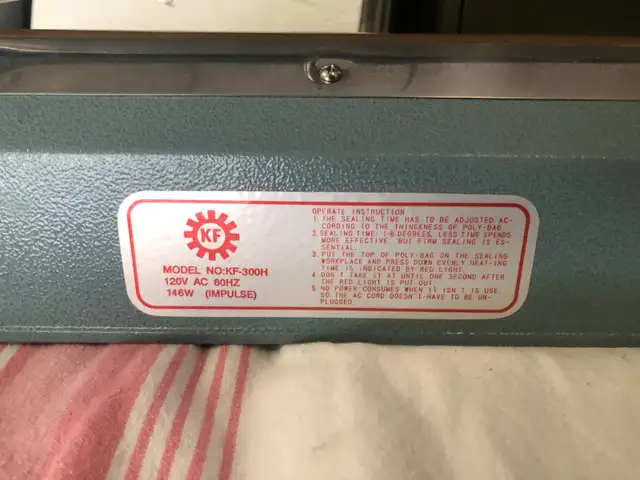 KF
MODEL NO:KF-300H
120V AC 60HZ
146W (IMPULSE)
OPERATE INSTRUCTION
1. THE SEALING TIME HAS TO BE ADJUSTED AC-
CORDING TO THE THINCKNESS OF POLY-BAG
2. SEALING TIME 1-8 DEGREES, LESS TIME SPENDS
MORE EFFECTIVE, BUT FIRM SEALING IS ES-
SENTIAL.
3. PUT THE TOP OF POLY-BAG ON THE SEALING
WORKPLACE AND PRESS DOWN EVENLY HEAT-ING
TIME IS INDICATED BY RED LYGHT.
4. DON T TAKE IT AT UNTIL ONE SECOND AFTER
THE RED LIGHT IS PUT OUT
5. NO POWER CONSUMES WHEN IT ISN T IS USE.
SO THE AC CORD DOESN'T HAVE TO BE UN-
PLUGGED